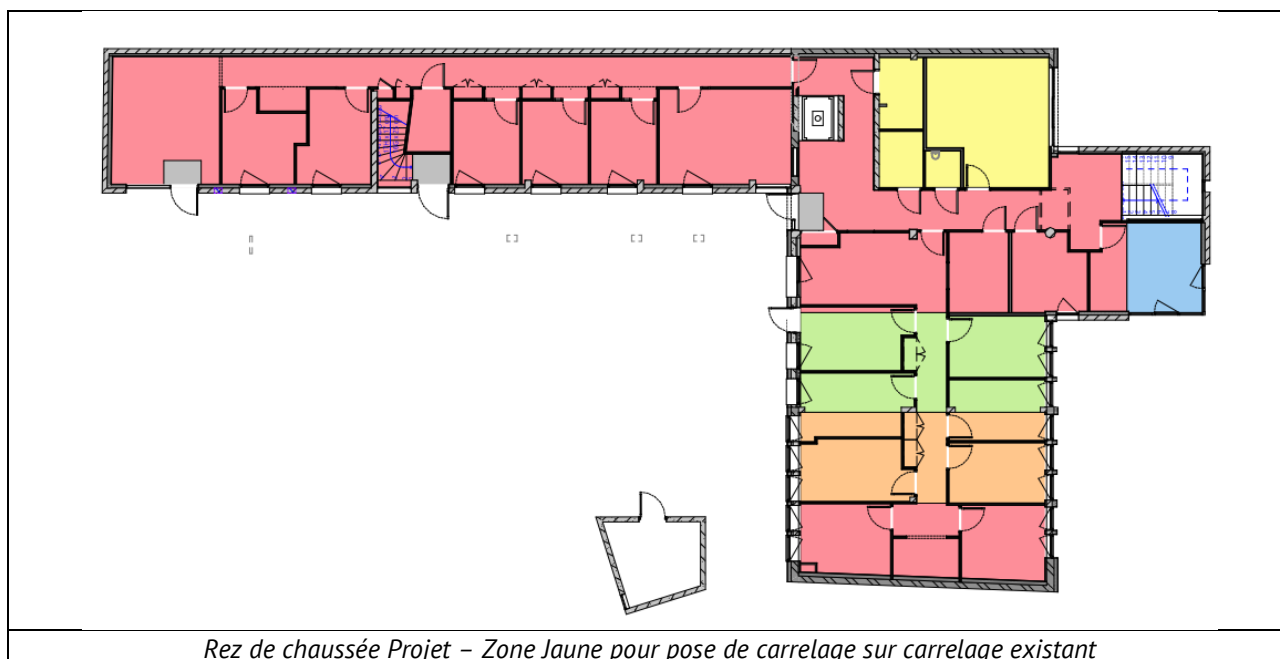 Rez de chaussée Projet – Zone Jaune pour pose de carrelage sur carrelage existant